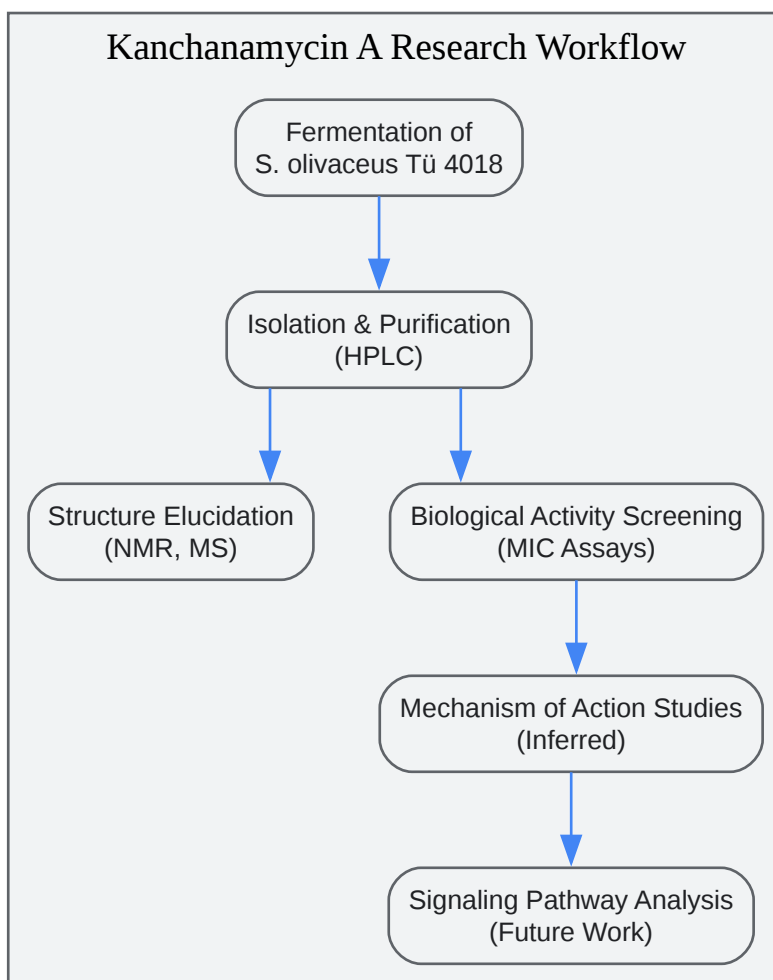 Kanchanamycin A Research Workflow
Fermentation of
S. olivaceus Tü 4018
Isolation & Purification
(HPLC)
Structure Elucidation
(NMR, MS)
Biological Activity Screening
(MIC Assays)
Mechanism of Action Studies
(Inferred)
Signaling Pathway Analysis
(Future Work)